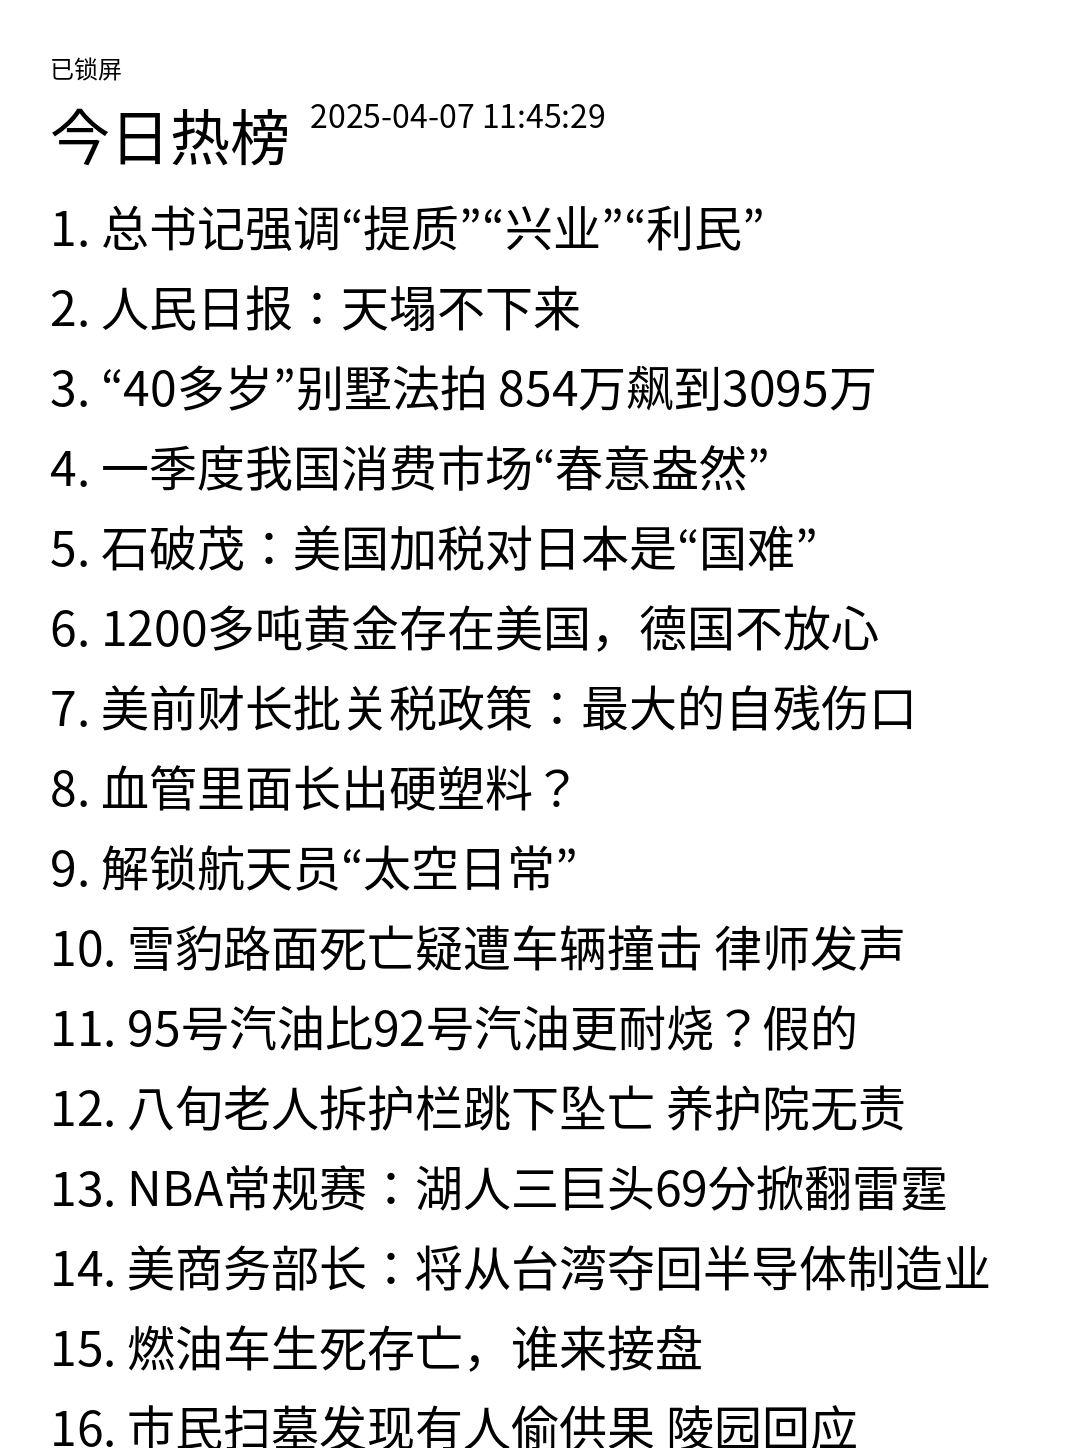 已锁屏
今日热榜 2025-04-07 11:45:29
1. 总书记强调“提质”“兴业”“利民”
2. 人民日报：天塌不下来
3. “40多岁”别墅法拍 854万飙到3095万
4. 一季度我国消费市场“春意盎然”
5. 石破茂：美国加税对日本是“国难”
6. 1200多吨黄金存在美国，德国不放心
7. 美前财长批关税政策：最大的自残伤口
8. 血管里面长出硬塑料？
9. 解锁航天员“太空日常”
10. 雪豹路面死亡疑遭车辆撞击 律师发声
11. 95号汽油比92号汽油更耐烧？假的
12. 八旬老人拆护栏跳下坠亡 养护院无责
13. NBA常规赛：湖人三巨头69分掀翻雷霆
14. 美商务部长：将从台湾夺回半导体制造业
15. 燃油车生死存亡，谁来接盘
16. 市民扫墓发现有人偷供果 陵园回应